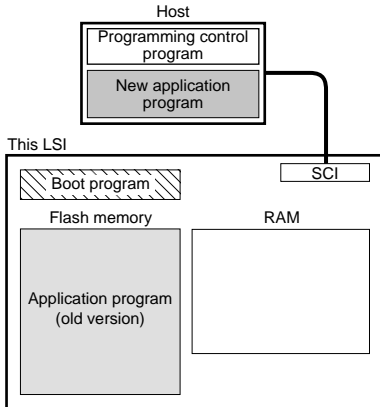 Host
Programming control
program
New application
program
This LSI
SCI
Boot program
Flash memory
RAM
Application program
(old version)